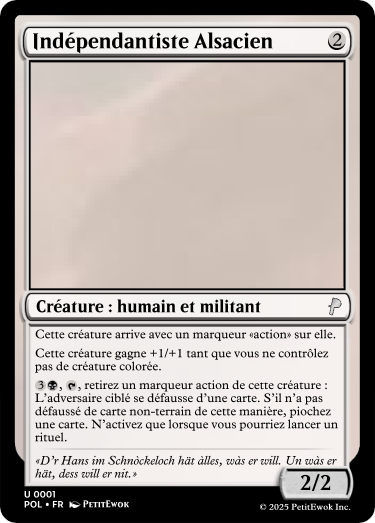 Indépendantiste Alsacien 2
Créature : humain et militant
Cette créature arrive avec un marqueur «action» sur elle.
Cette créature gagne +1/+1 tant que vous ne contrôlez
pas de créature colorée.
3, , retirez un marqueur action de cette créature :
L'adversaire ciblé se défausse d'une carte. S'il n'a pas
défaussé de carte non-terrain de cette manière, piochez
une carte. N'activez que lorsque vous pourriez lancer un
rituel.
«D'r Hans im Schnòckeloch hät àlles, wàs er will. Un wàs er
hät, dess will er nit.»
2/2
U 0001
POL • FR PetitEwok
© 2025 PetitEwok Inc.